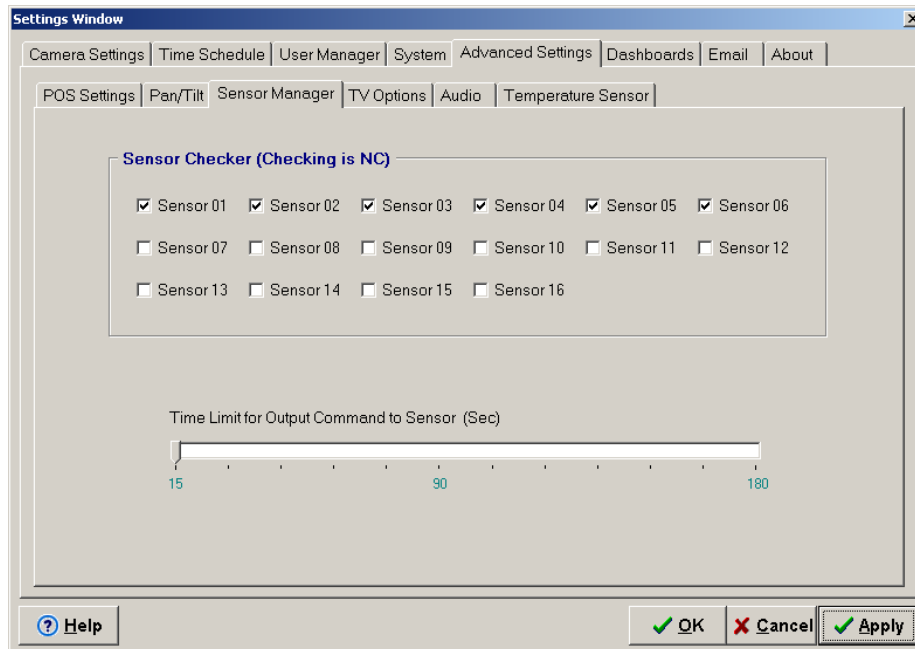 Settings Window
Camera Settings Time Schedule User Manager System Advanced Settings Dashboards Email About
POS Settings Pan/Tilt Sensor Manager TV Options Audio Temperature Sensor
Sensor Checker (Checking is NC)
Sensor 01 Sensor 02 Sensor 03 Sensor 04 Sensor 05 Sensor 06
Sensor 07 Sensor 08 Sensor 09 Sensor 10 Sensor 11 Sensor 12
Sensor 13 Sensor 14 Sensor 15 Sensor 16
Time Limit for Output Command to Sensor (Sec)
15 90 180
Help OK Cancel Apply